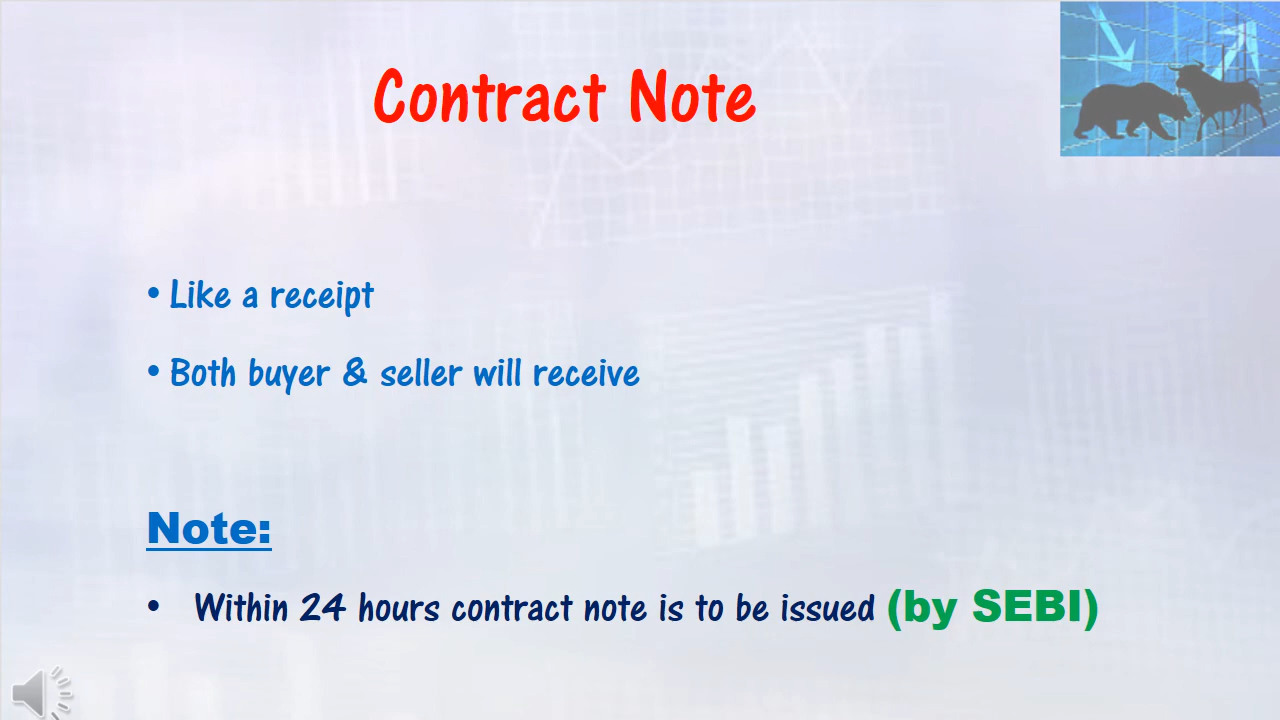 Contract Note
• Like a receipt
• Both buyer & seller will receive
Note:
• Within 24 hours contract note is to be issued (by SEBI)